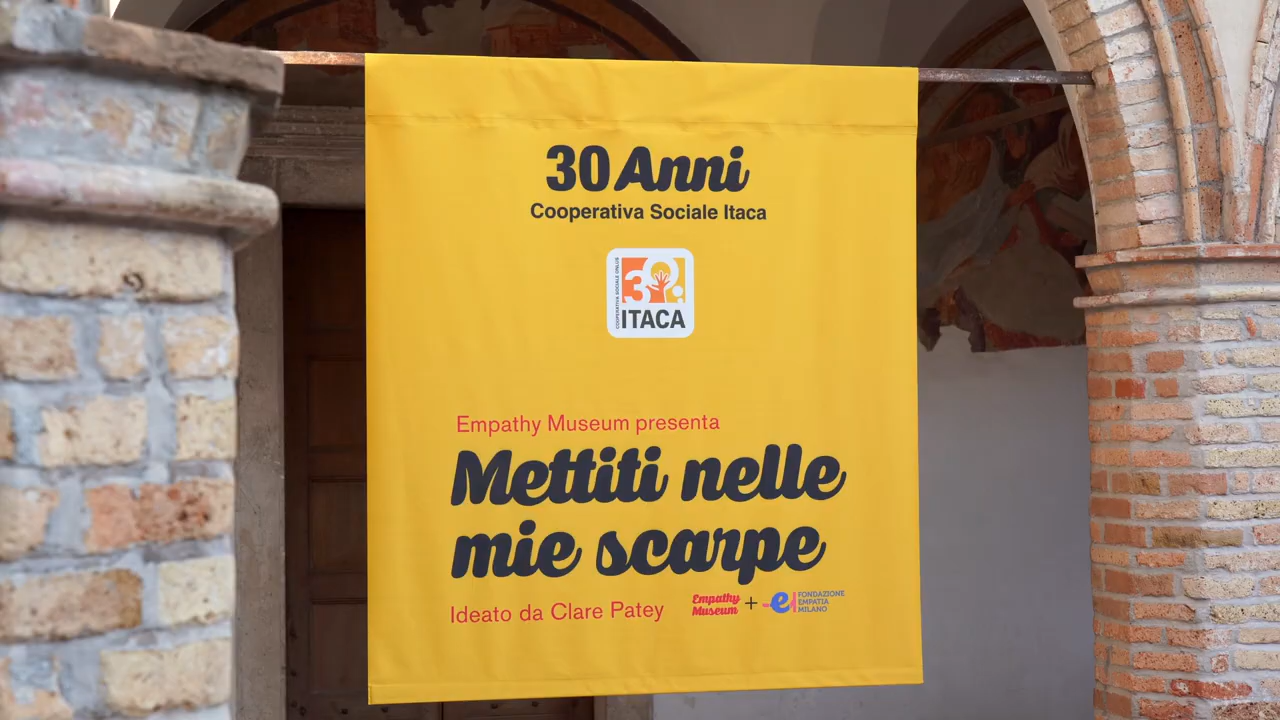 30 Anni
Cooperativa Sociale Itaca
COOPERATIVA SOCIALE ONLUS
30.
ITACA
Empathy Museum presenta
Mettiti nelle
mie scarpe
Ideato da Clare Patey
Empathy
Museum
+
FONDAZIONE
EMPATIA
MILANO